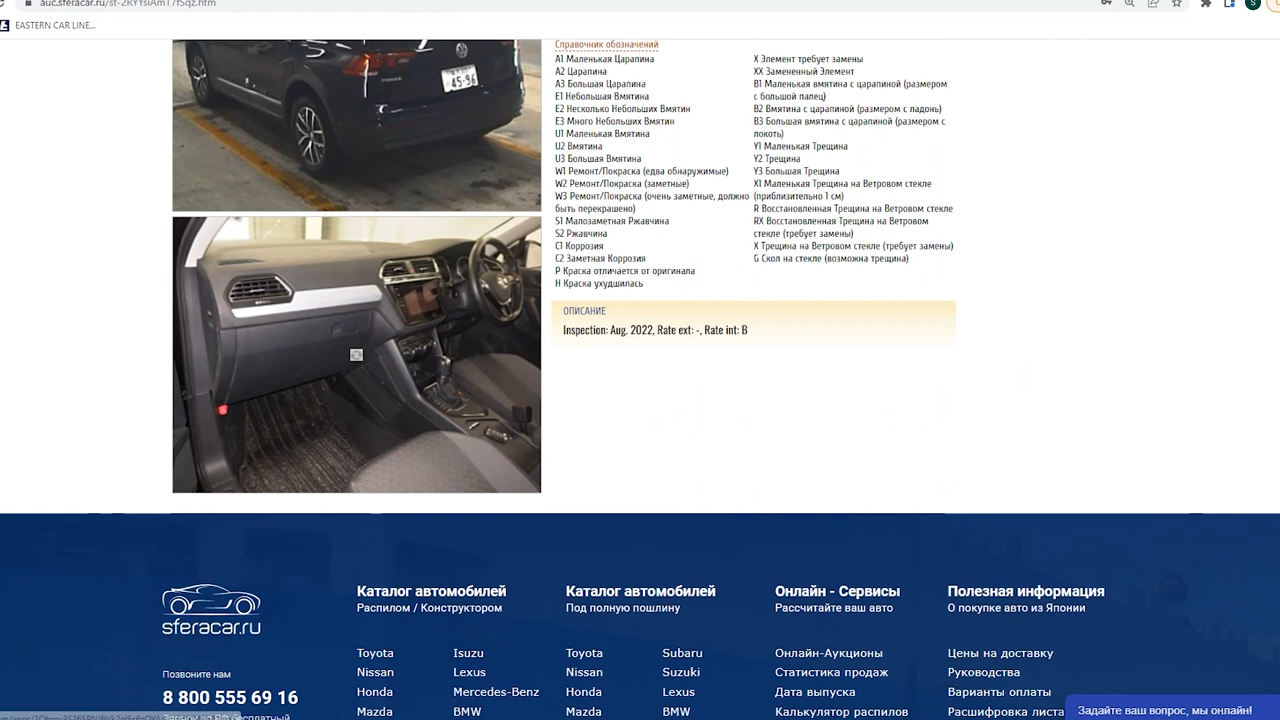 auc.sferacar.ru/st-2RYYsiAmT7fSqz.htm
EASTERN CAR LINE...
TIGUAN
45-96
Справочник обозначений
A1 Маленькая Царапина
A2 Царапина
A3 Большая Царапина
E1 Небольшая Вмятина
E2 Несколько Небольших Вмятин
E3 Много Небольших Вмятин
U1 Маленькая Вмятина
U2 Вмятина
U3 Большая Вмятина
W1 Ремонт/Покраска (едва обнаружимые)
W2 Ремонт/Покраска (заметные)
W3 Ремонт/Покраска (очень заметные, должно
быть перекрашено)
S1 Малозаметная Ржавчина
S2 Ржавчина
C1 Коррозия
C2 Заметная Коррозия
P Краска отличается от оригинала
H Краска ухудшилась
X Элемент требует замены
XX Замененный Элемент
B1 Маленькая вмятина с царапиной (размером
с большой палец)
B2 Вмятина с царапиной (размером с ладонь)
B3 Большая вмятина с царапиной (размером с
локоть)
Y1 Маленькая Трещина
Y2 Трещина
Y3 Большая Трещина
X1 Маленькая Трещина на Ветровом стекле
(приблизительно 1 см)
R Восстановленная Трещина на Ветровом стекле
RX Восстановленная Трещина на Ветровом
стекле (требует замены)
X Трещина на Ветровом стекле (требует замены)
G Скол на стекле (возможна трещина)
ОПИСАНИЕ
Inspection: Aug. 2022, Rate ext: -, Rate int: B
sferacar.ru
Позвоните нам
8 800 555 69 16
Звонок по РФ бесплатный
Каталог автомобилей
Распилом / Конструктором
Toyota
Nissan
Honda
Mazda
Isuzu
Lexus
Mercedes-Benz
BMW
Каталог автомобилей
Под полную пошлину
Toyota
Nissan
Honda
Mazda
Subaru
Suzuki
Lexus
BMW
Онлайн - Сервисы
Рассчитайте ваш авто
Онлайн-Аукционы
Статистика продаж
Дата выпуска
Калькулятор распилов
Полезная информация
О покупке авто из Японии
Цены на доставку
Руководства
Варианты оплаты
Расшифровка листа
Задайте ваш вопрос, мы онлайн!